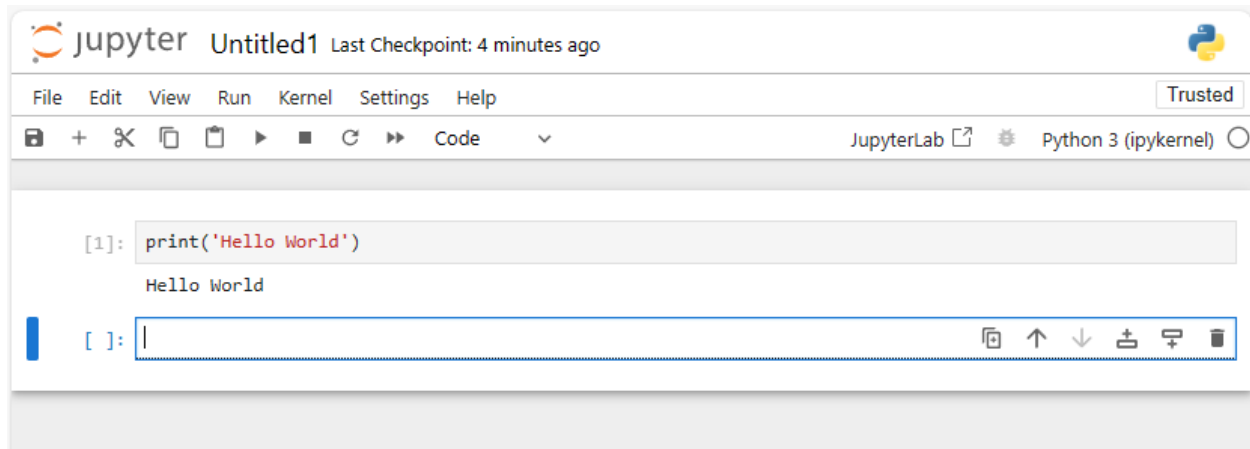 jupyter Untitled1 Last Checkpoint: 4 minutes ago
File Edit View Run Kernel Settings Help Trusted
Code JupyterLab Python 3 (ipykernel)
[1]: print('Hello World')
Hello World
[ ]: